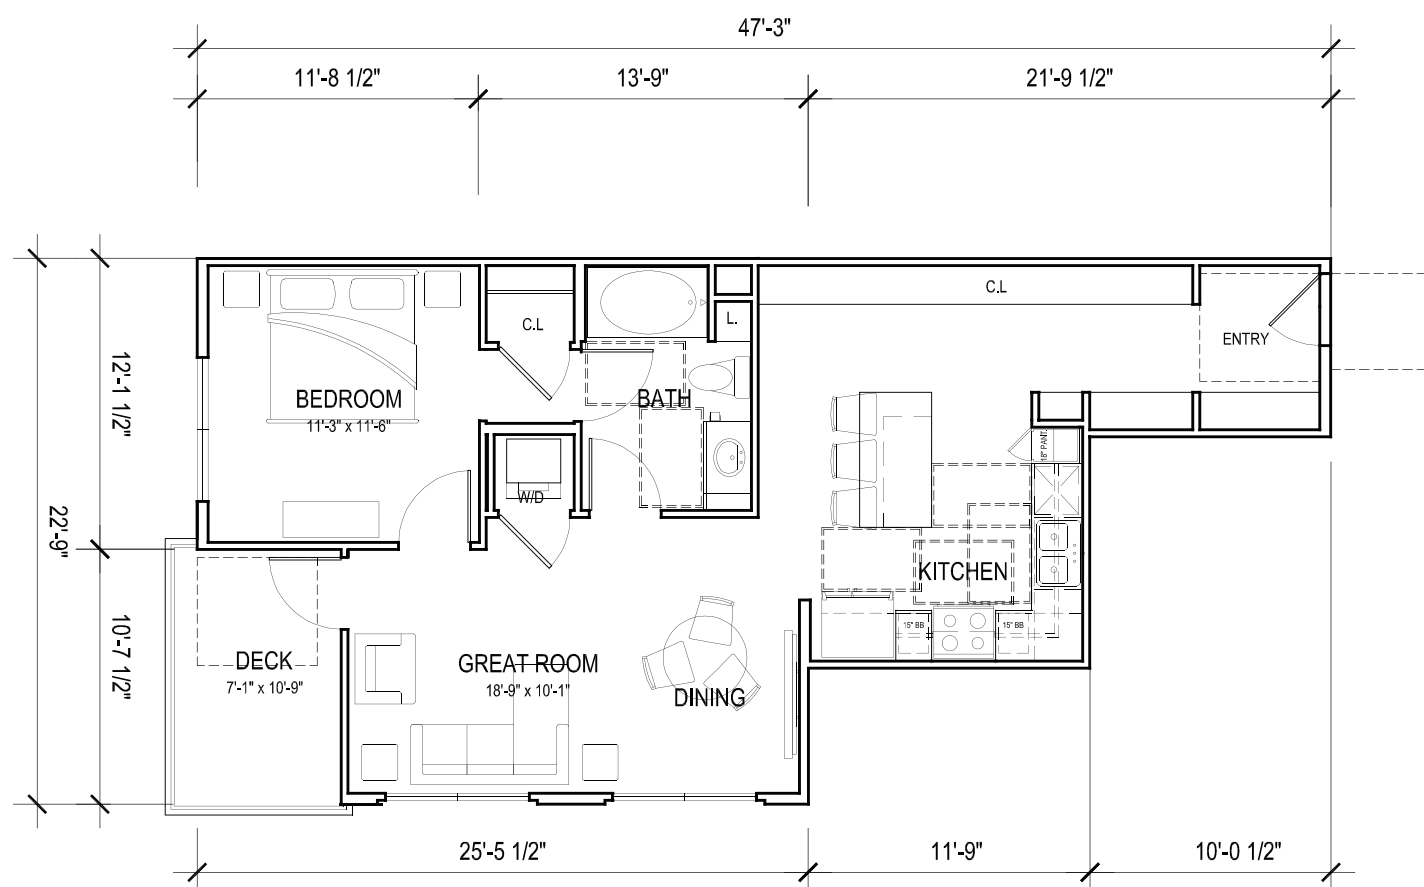 47'-3"
11'-8 1/2"
13'-9"
21'-9 1/2"
C.L
C.L
L.
ENTRY
12'-1 1/2"
BEDROOM
11'-3" x 11'-6"
BATH
18" PANT.
W/D
22'-9"
KITCHEN
15" BB
15" BB
10'-7 1/2"
DECK
7'-1" x 10'-9"
GREAT ROOM
18'-9" x 10'-1"
DINING
25'-5 1/2"
11'-9"
10'-0 1/2"